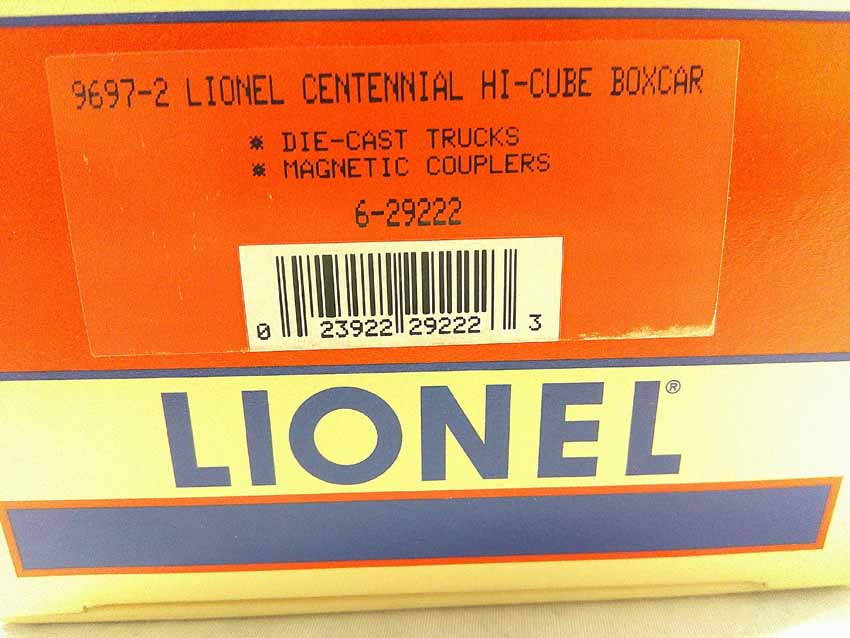 9697-2 LIONEL CENTENNIAL HI-CUBE BOXCAR
* DIE-CAST TRUCKS
* MAGNETIC COUPLERS
6-29222
0 23922 29222 3
LIONEL®